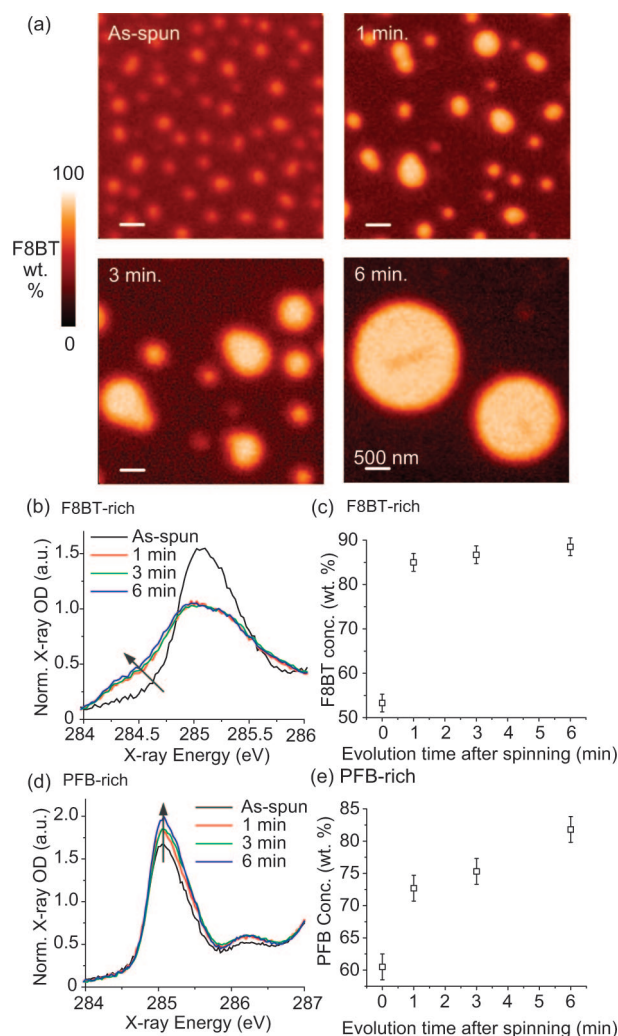 (a)
As-spun
1 min.
100
F8BT
wt.
%
0
3 min.
6 min.
500 nm
(b) F8BT-rich
As-spun
1 min
3 min
6 min
Norm. X-ray OD (a.u.)
1.5
1.0
0.5
0
284 284.5 285 285.5 286
X-ray Energy (eV)
(c) F8BT-rich
F8BT conc. (wt. %)
90
80
70
60
50
0 1 2 3 4 5 6
Evolution time after spinning (min)
(d) PFB-rich
As-spun
1 min
3 min
6 min
Norm. X-ray OD (a.u.)
2.0
1.5
1.0
0.5
0
284 285 286 287
X-ray Energy (eV)
(e) PFB-rich
PFB Conc. (wt. %)
85
80
75
70
65
60
0 1 2 3 4 5 6
Evolution time after spinning (min)